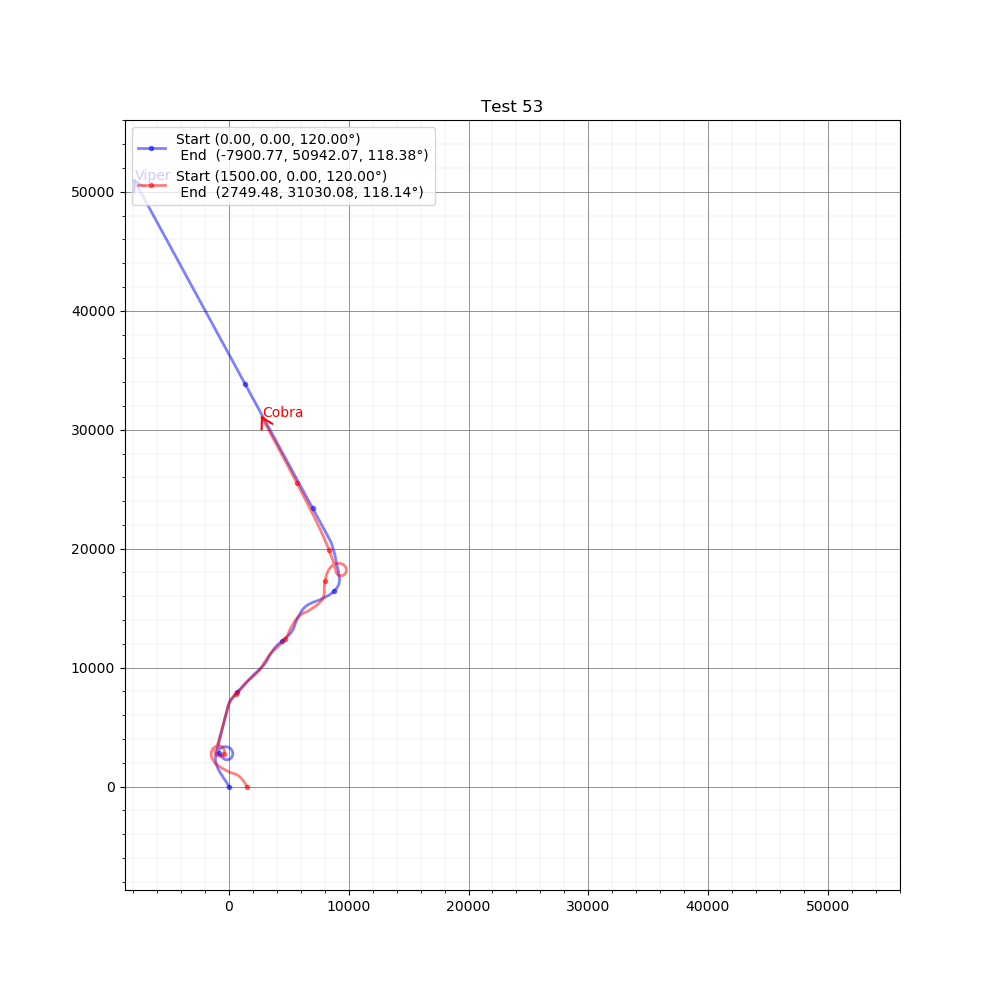 Test 53
Start (0.00, 0.00, 120.00°)
End (-7900.77, 50942.07, 118.38°)
Start (1500.00, 0.00, 120.00°)
End (2749.48, 31030.08, 118.14°)
Viper
Cobra
50000
40000
30000
20000
10000
0
0 10000 20000 30000 40000 50000